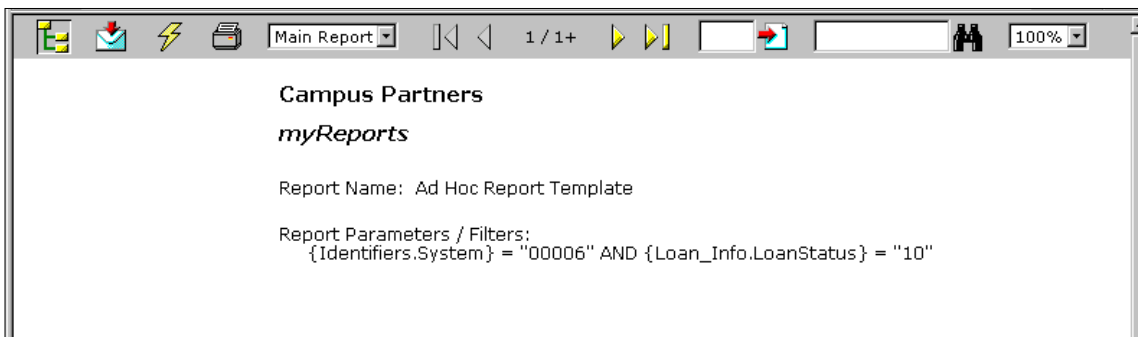 Main Report 1 / 1+ 100%
Campus Partners
myReports
Report Name: Ad Hoc Report Template
Report Parameters / Filters:
{Identifiers.System} = "00006" AND {Loan_Info.LoanStatus} = "10"